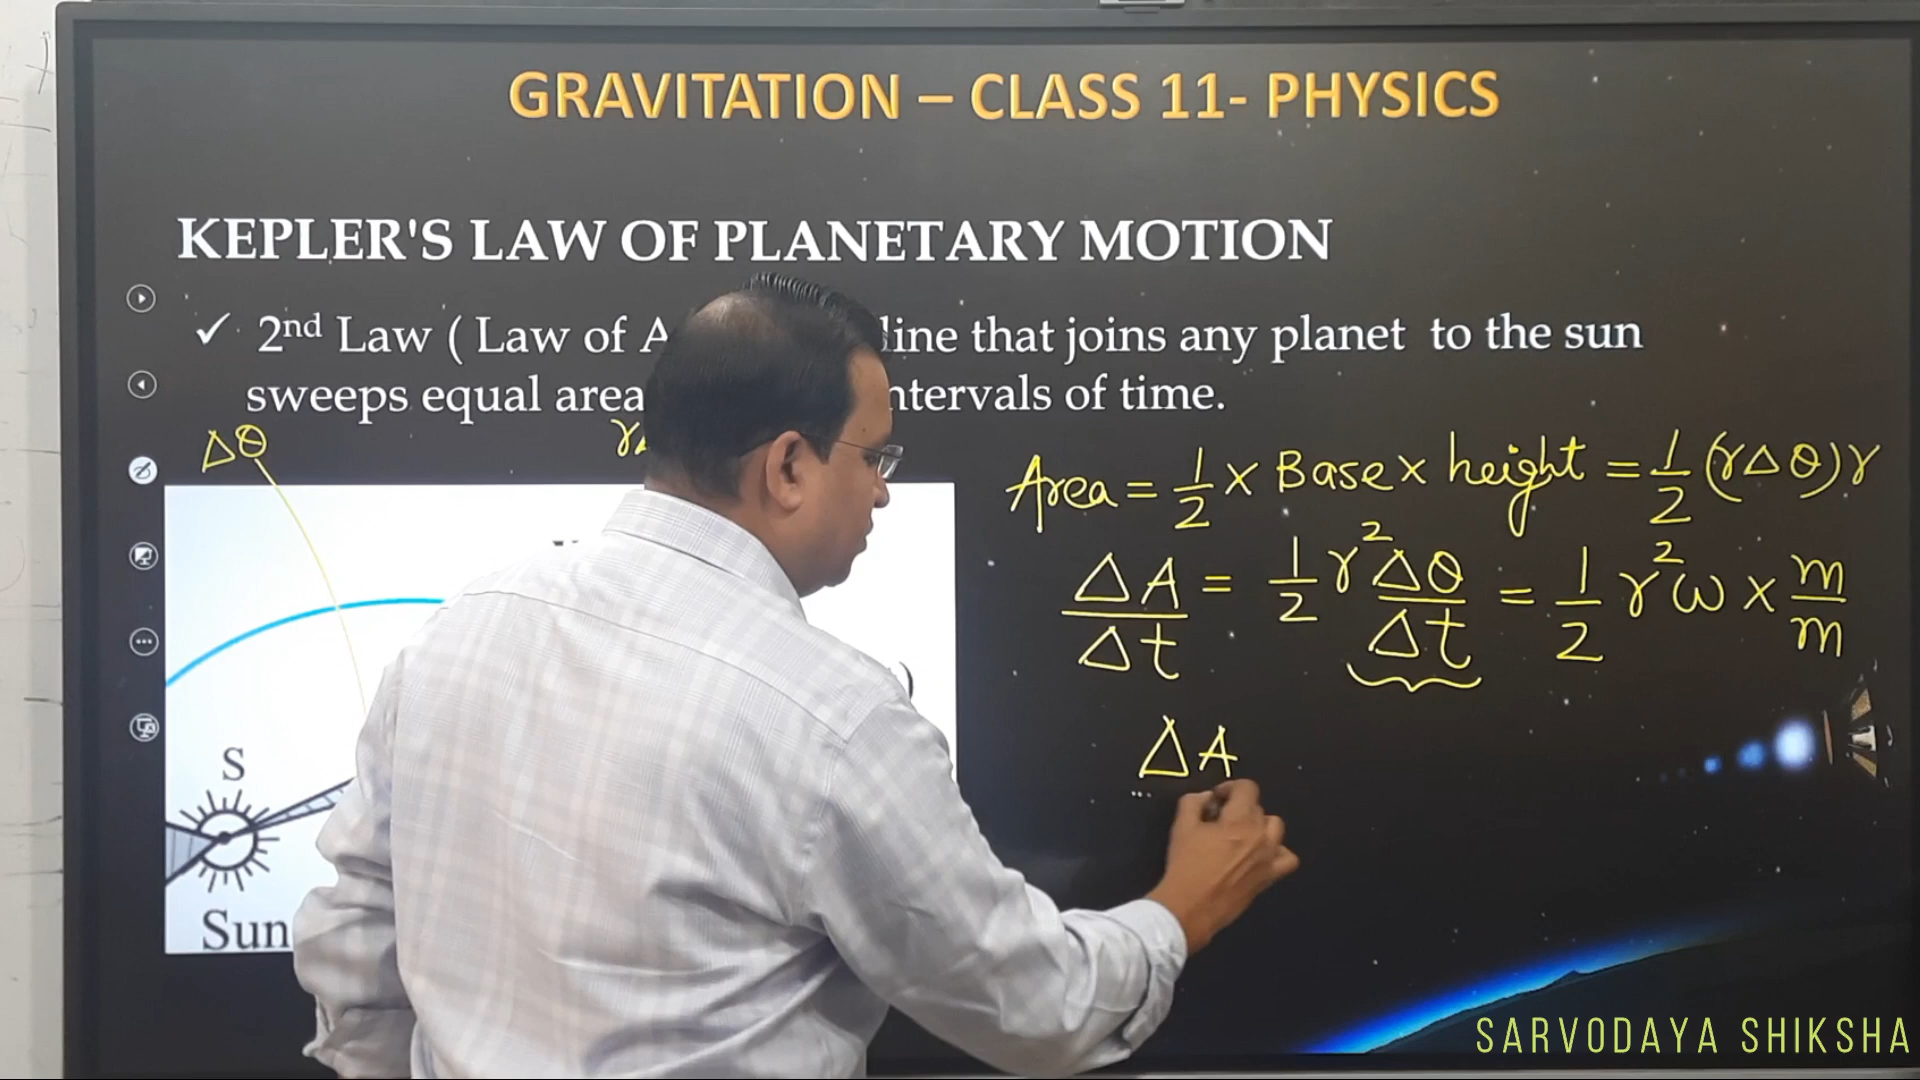 GRAVITATION – CLASS 11- PHYSICS
KEPLER'S LAW OF PLANETARY MOTION
✓ 2nd Law ( Law of A line that joins any planet to the sun
sweeps equal area ntervals of time.
Δθ
Area = 1/2 × Base × height = 1/2 (rΔθ)r
ΔA/Δt = 1/2 r² Δθ/Δt = 1/2 r²ω × m/m
ΔA
S
Sun
SARVODAYA SHIKSHA